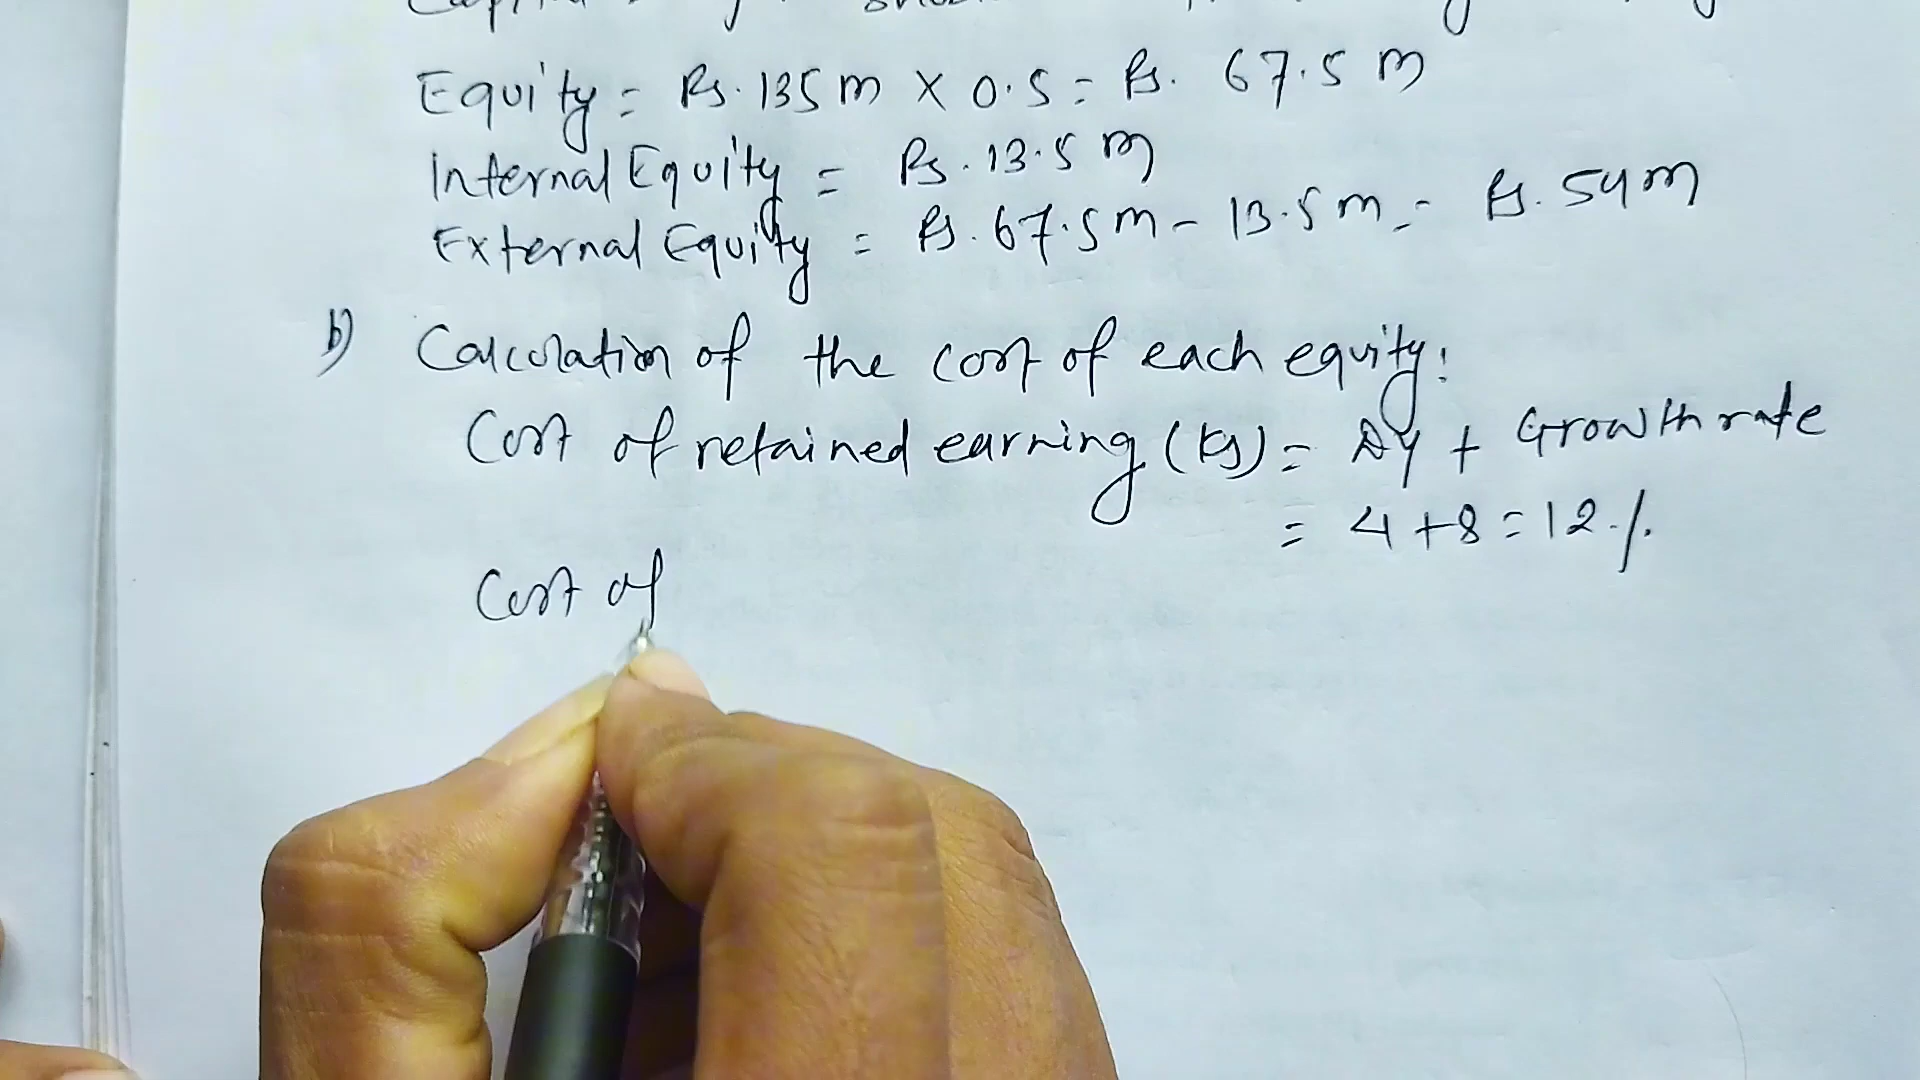 Equity = Rs. 135 m X 0.5 = Rs. 67.5 m
Internal Equity = Rs. 13.5 m
External Equity = Rs. 67.5 m - 13.5 m = Rs. 54 m
b) Calculation of the cost of each equity:
Cost of retained earning (Ks) = Dy + Growth rate
= 4 + 8 = 12 %
Cost of